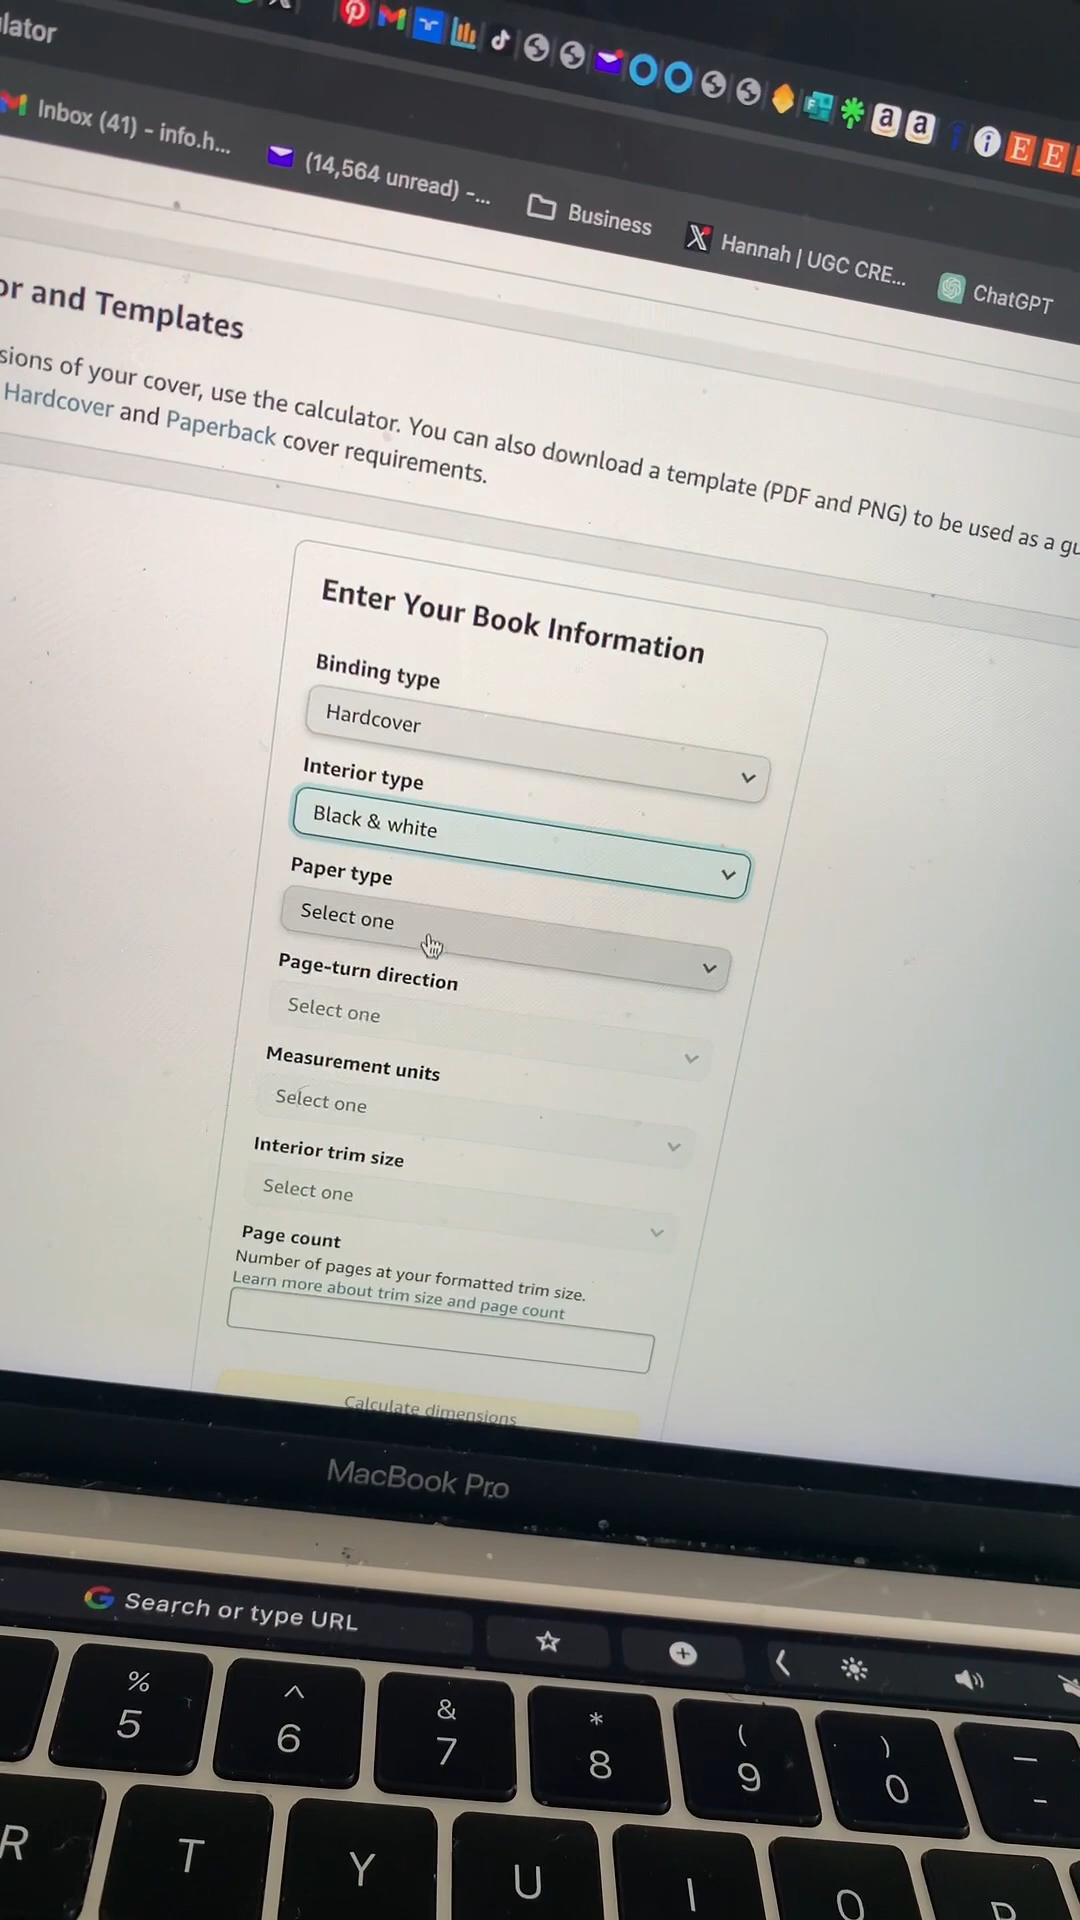 lator
Inbox (41) - info.h...
(14,564 unread) -...
Business
Hannah | UGC CRE...
ChatGPT
or and Templates
sions of your cover, use the calculator. You can also download a template (PDF and PNG) to be used as a gu
Hardcover and Paperback cover requirements.
Enter Your Book Information
Binding type
Hardcover
Interior type
Black & white
Paper type
Select one
Page-turn direction
Select one
Measurement units
Select one
Interior trim size
Select one
Page count
Number of pages at your formatted trim size.
Learn more about trim size and page count
Calculate dimensions
MacBook Pro
Search or type URL
% ^ & * ( ) —
5 6 7 8 9 0 -
R T Y U I O P